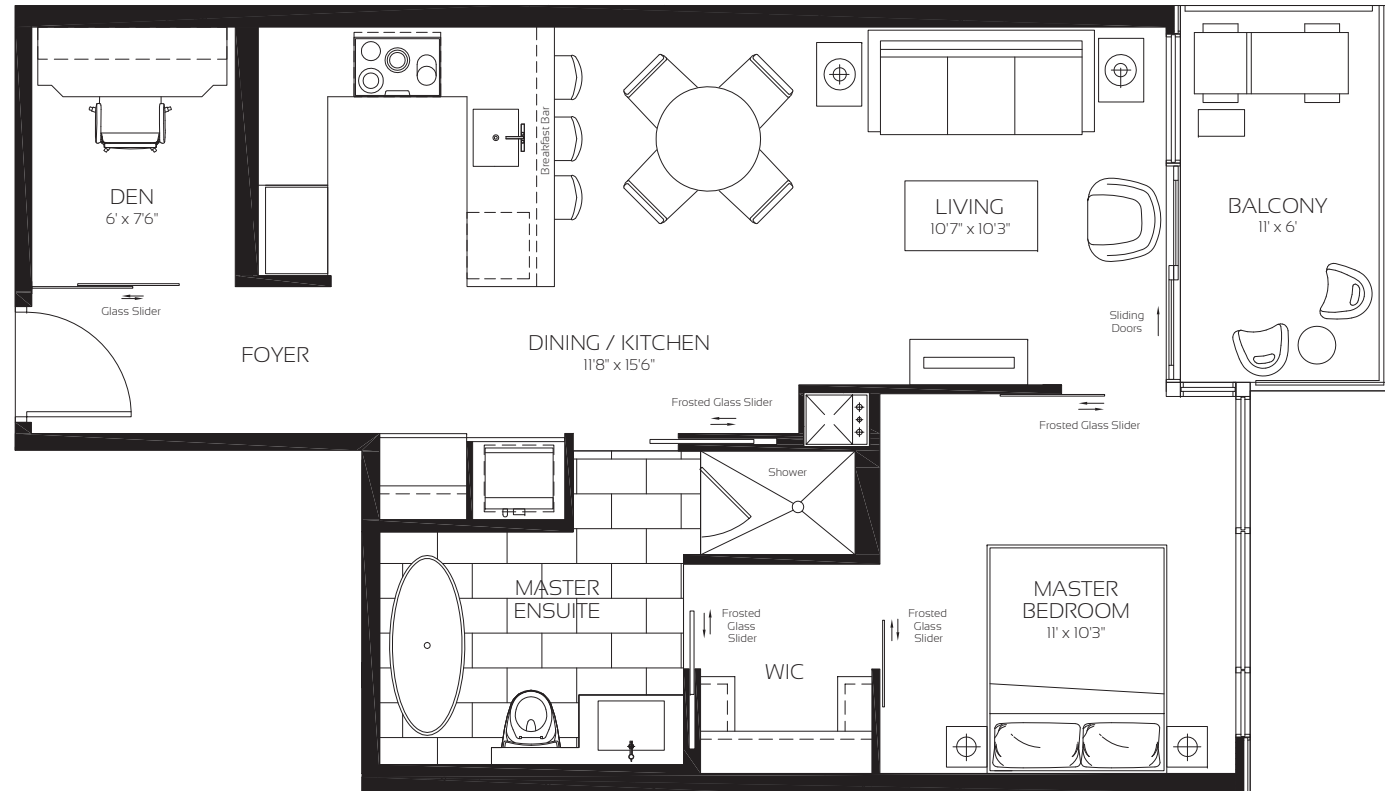 DEN
6' x 7'6"
Glass Slider
FOYER
Breakfast Bar
DINING / KITCHEN
11'8" x 15'6"
LIVING
10'7" x 10'3"
BALCONY
11' x 6'
Sliding
Doors
Frosted Glass Slider
Frosted Glass Slider
Shower
MASTER
ENSUITE
Frosted
Glass
Slider
WIC
Frosted
Glass
Slider
MASTER
BEDROOM
11' x 10'3"